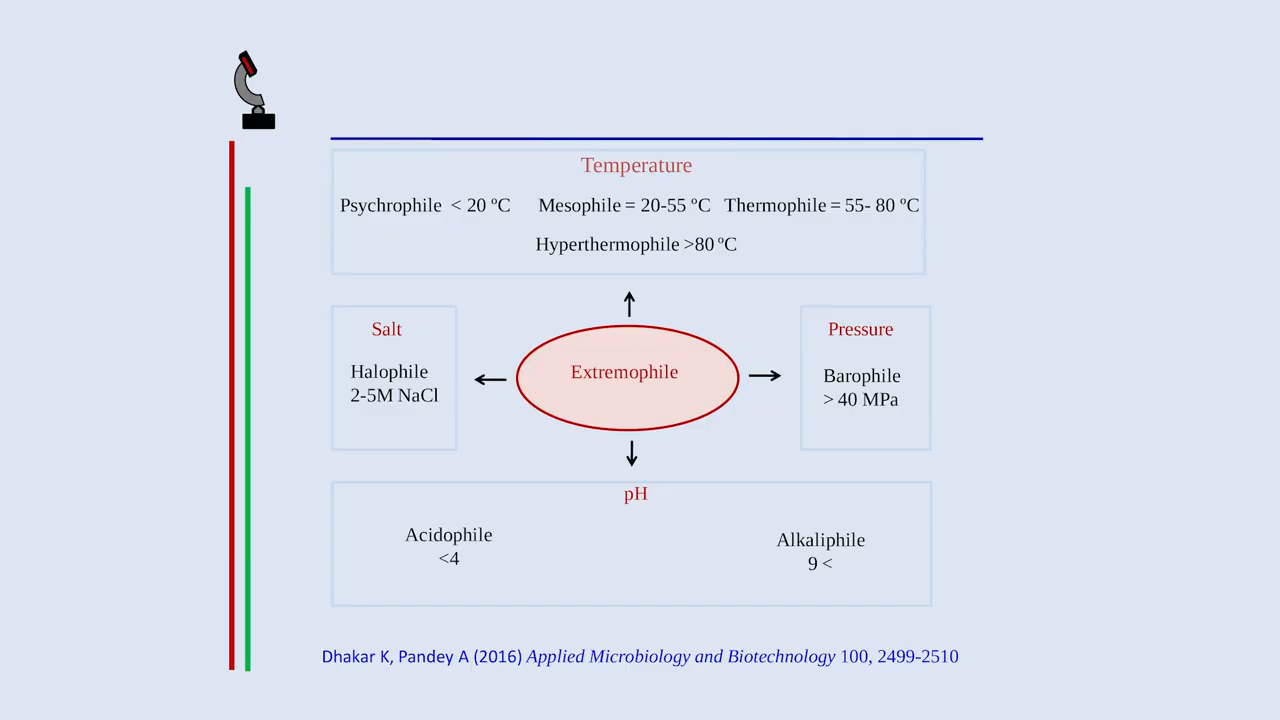 Temperature
Psychrophile < 20 ºC Mesophile = 20-55 ºC Thermophile = 55- 80 ºC
Hyperthermophile >80 ºC
Salt
Halophile
2-5M NaCl
Extremophile
Pressure
Barophile
> 40 MPa
pH
Acidophile
<4
Alkaliphile
9 <
Dhakar K, Pandey A (2016) Applied Microbiology and Biotechnology 100, 2499-2510